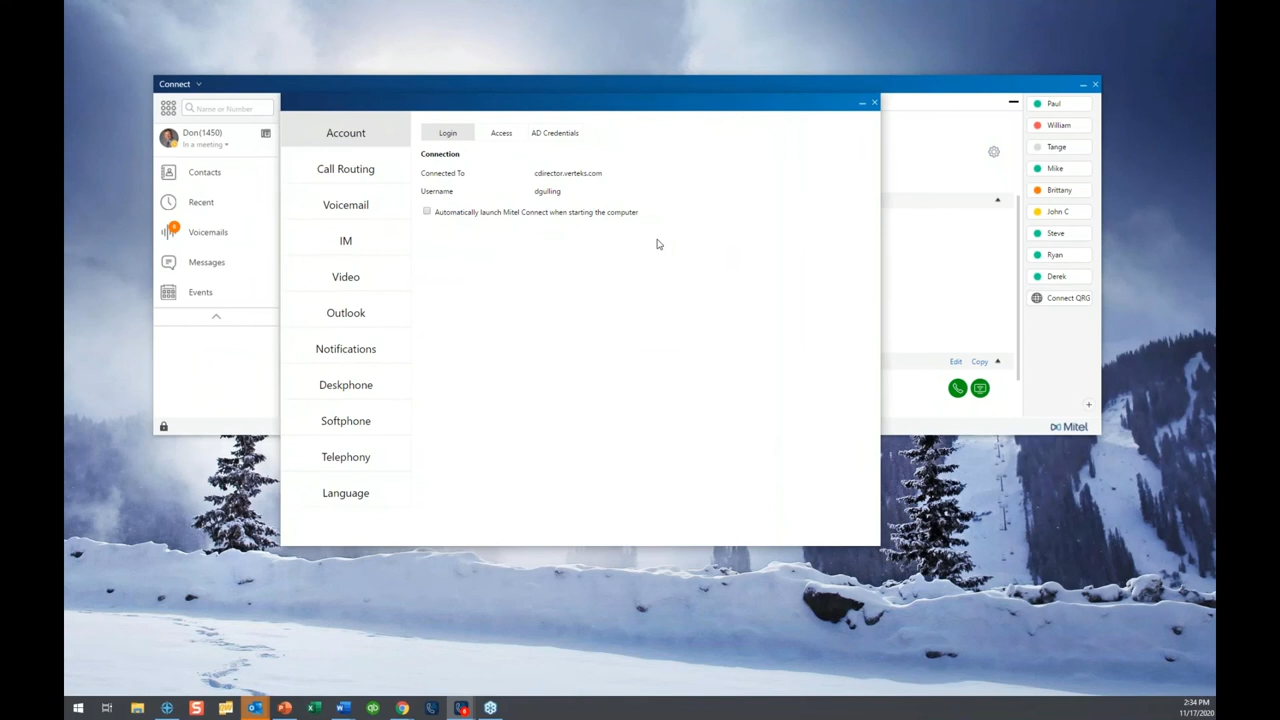 Connect
Name or Number
Don(1450)
In a meeting
Contacts
Recent
8
Voicemails
Messages
Events
Account
Call Routing
Voicemail
IM
Video
Outlook
Notifications
Deskphone
Softphone
Telephony
Language
Login Access AD Credentials
Connection
Connected To cdirector.verteks.com
Username dgulling
Automatically launch Mitel Connect when starting the computer
Edit Copy
Paul
William
Tange
Mike
Brittany
John C
Steve
Ryan
Derek
Connect QRG
+
Mitel
2:34 PM
11/17/2020